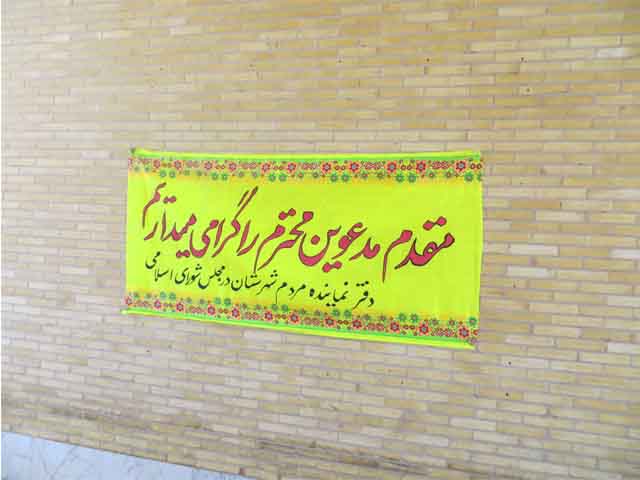 مقدم مدعوین محترم را گرامی میداریم
دفتر نماینده مردم شهرستان در مجلس شورای اسلامی